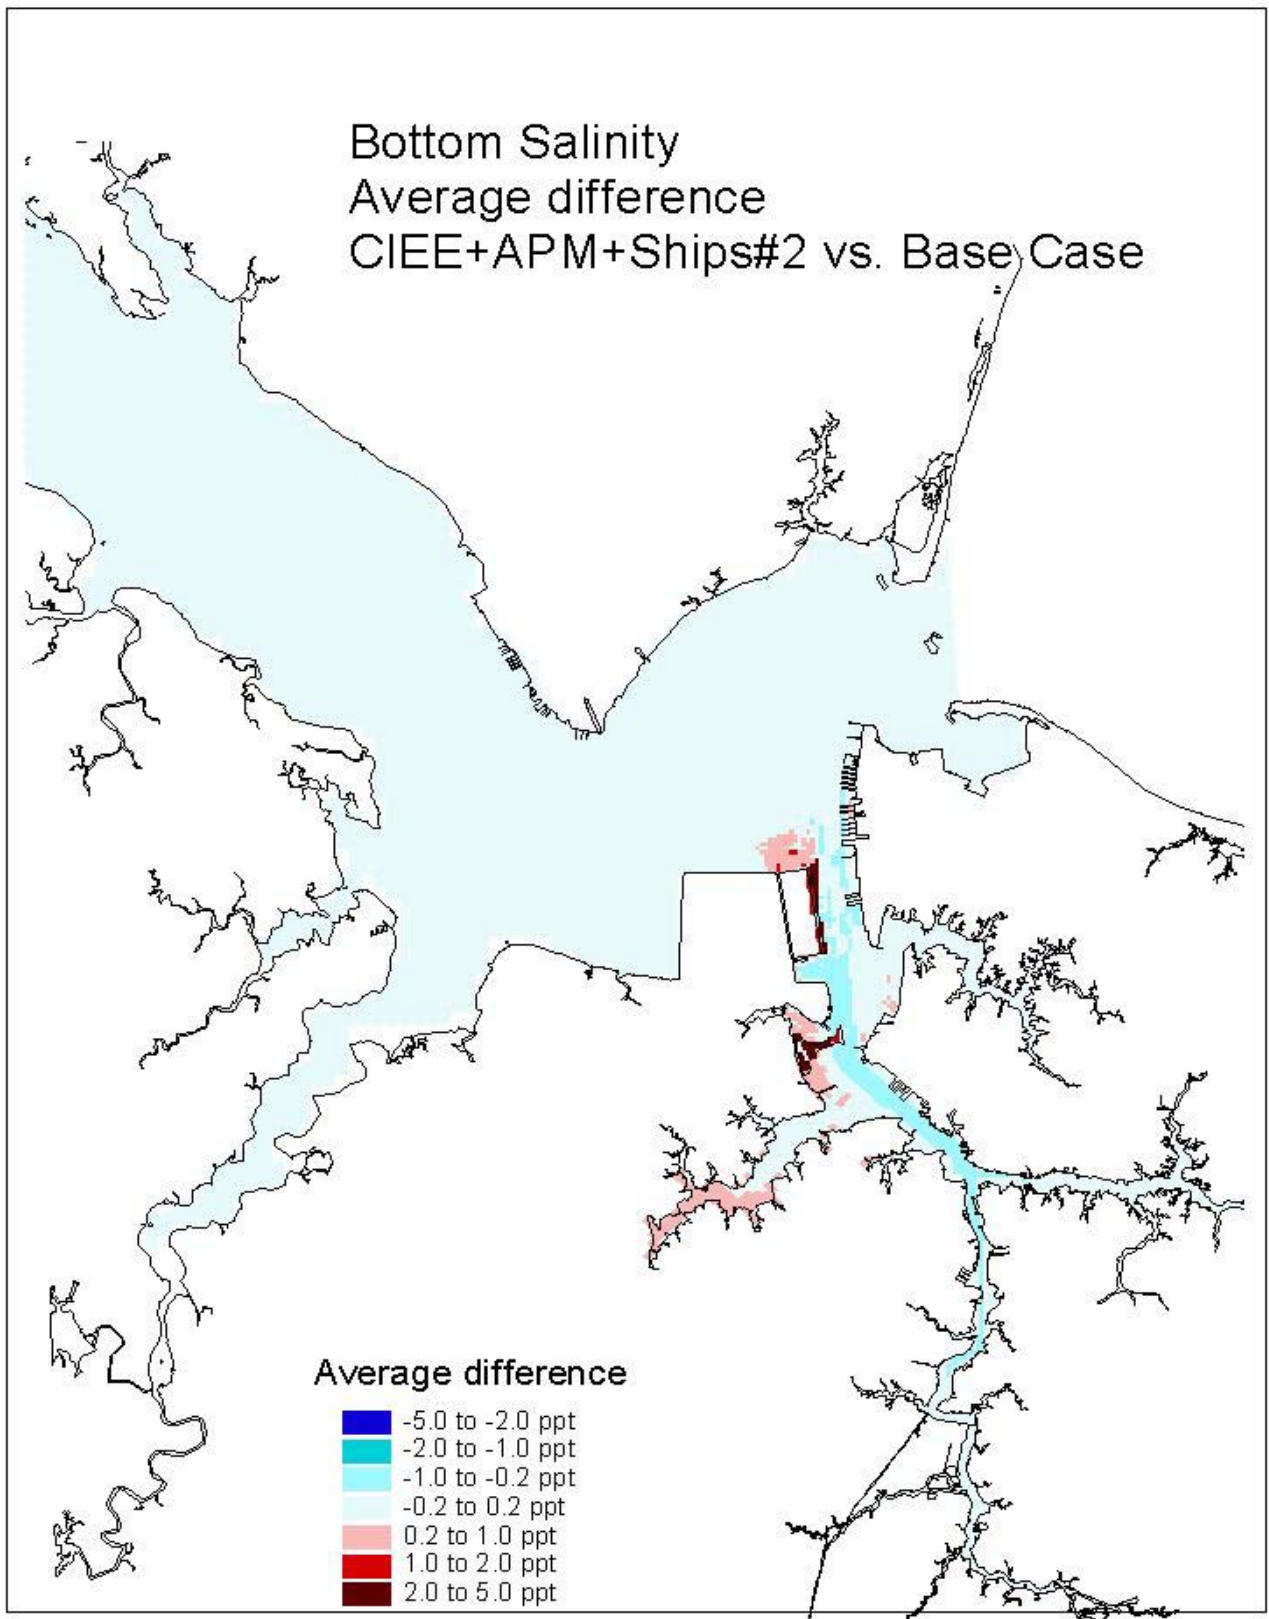 Bottom Salinity
Average difference
CIEE+APM+Ships#2 vs. Base Case
Average difference
-5.0 to -2.0 ppt
-2.0 to -1.0 ppt
-1.0 to -0.2 ppt
-0.2 to 0.2 ppt
0.2 to 1.0 ppt
1.0 to 2.0 ppt
2.0 to 5.0 ppt